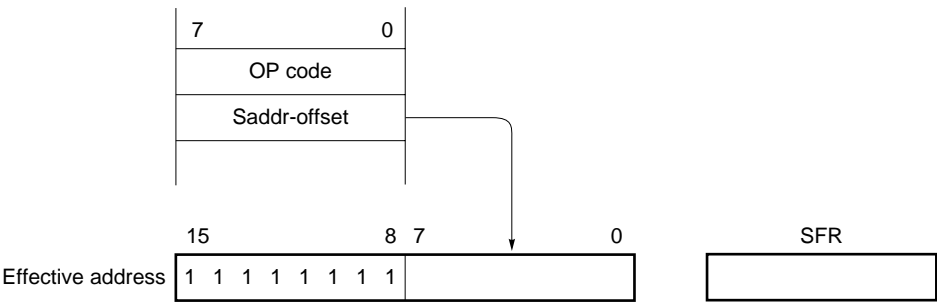 7 0
OP code
Saddr-offset
15 8 7 0 SFR
Effective address 1 1 1 1 1 1 1 1